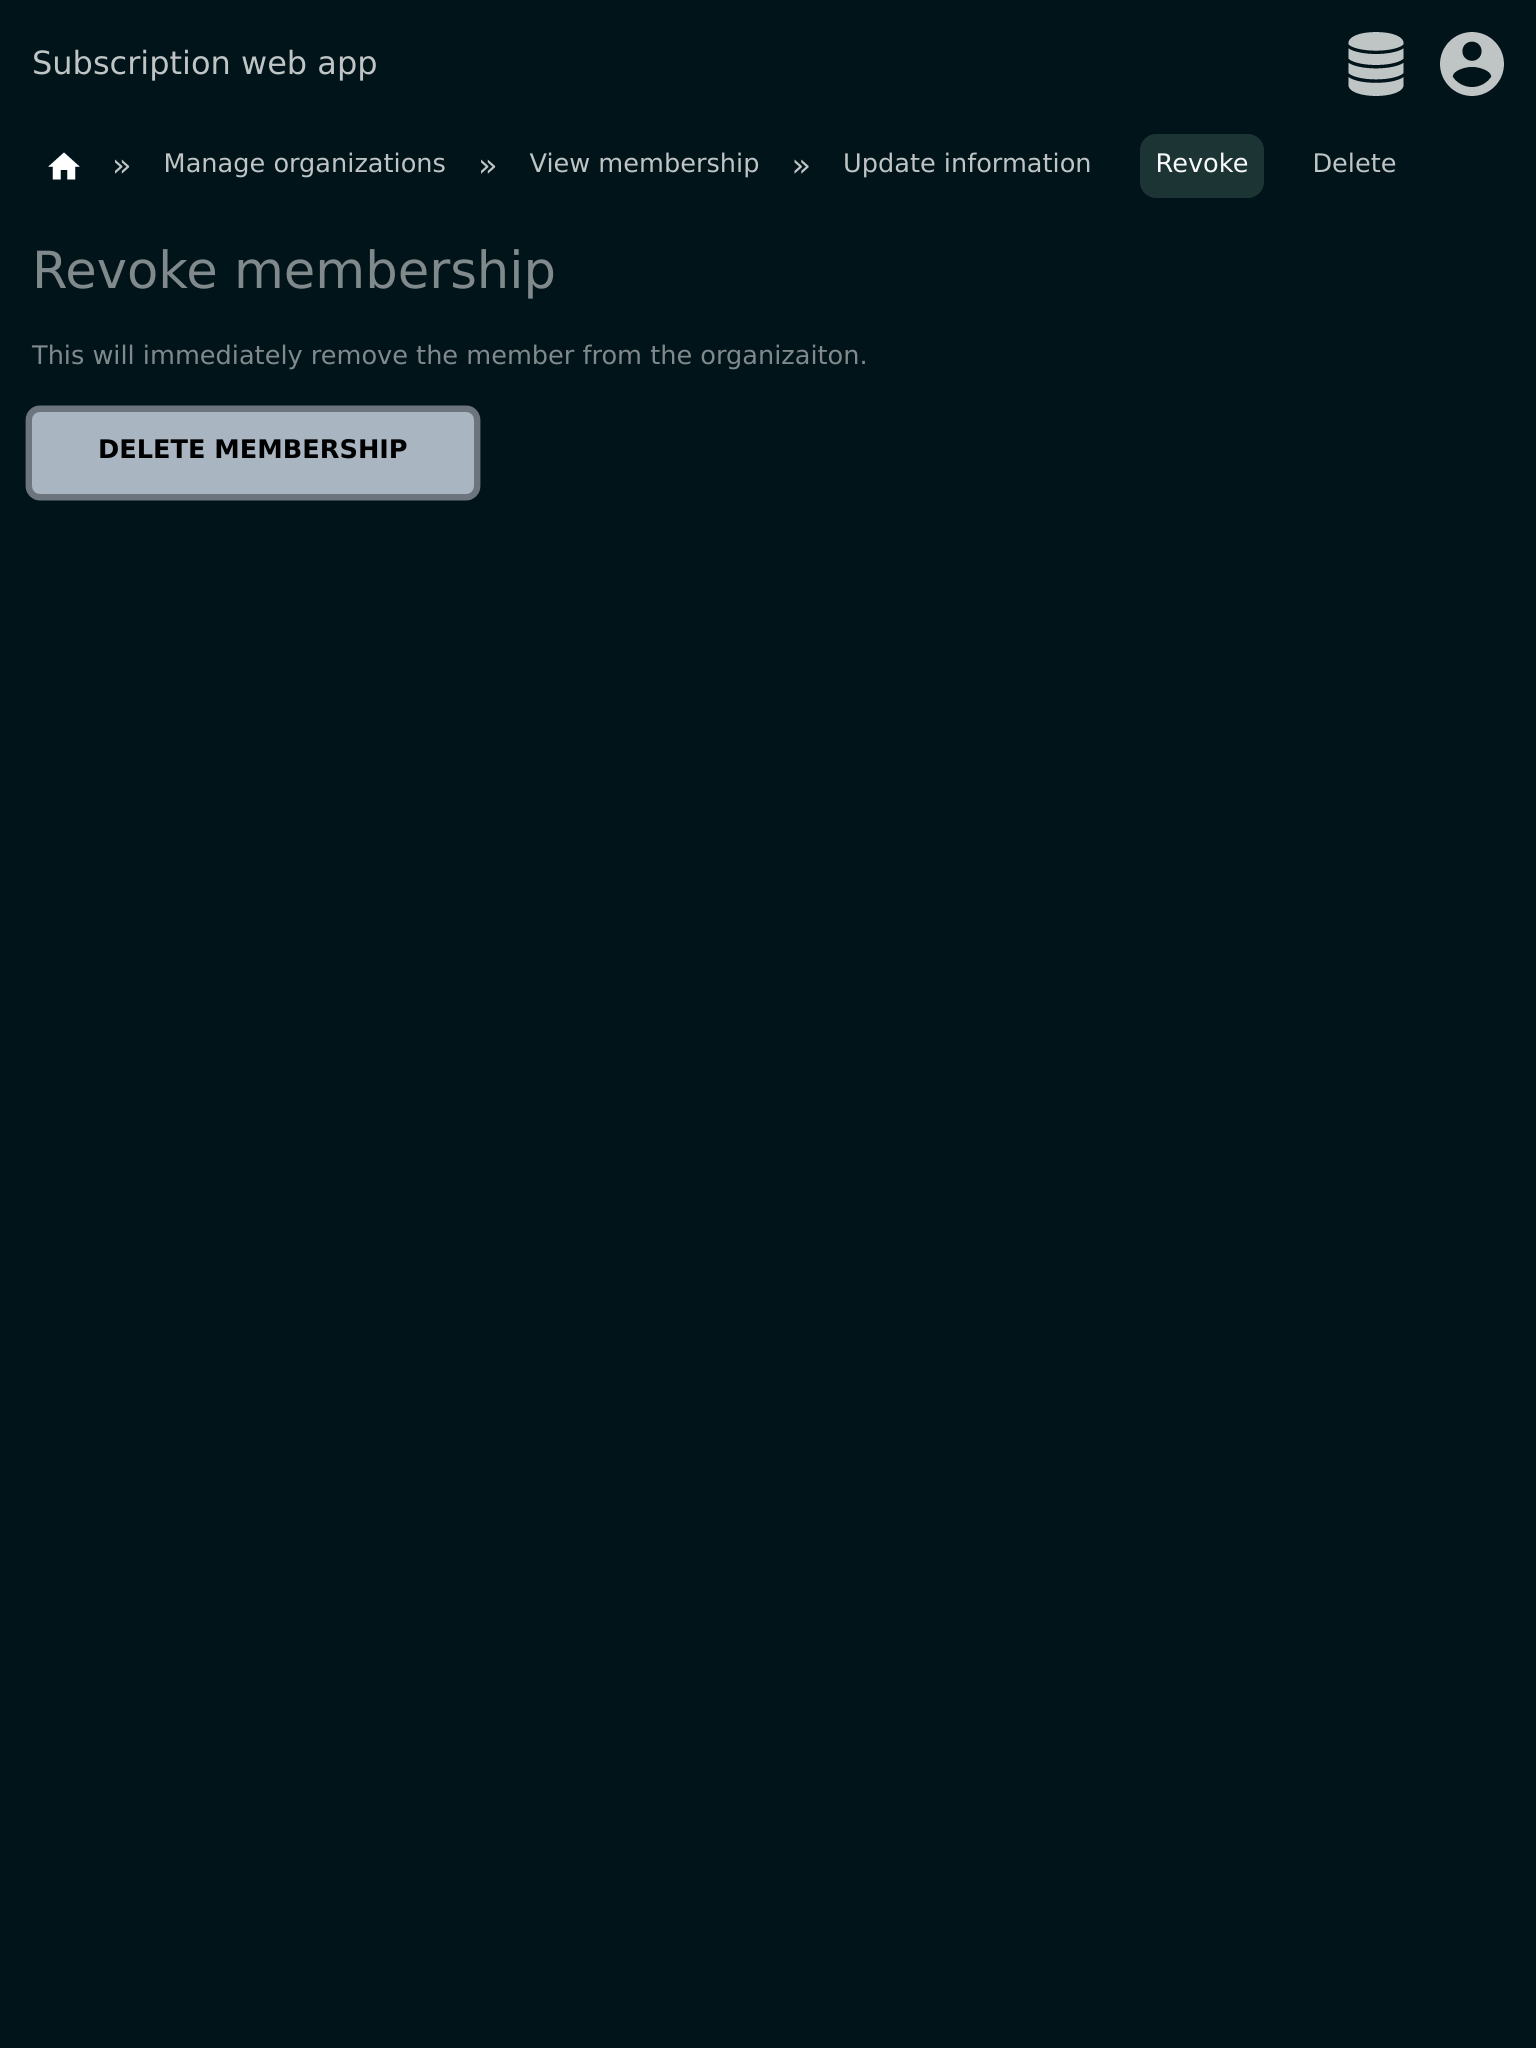 Subscription web app
» Manage organizations » View membership » Update information Revoke Delete
Revoke membership
This will immediately remove the member from the organizaiton.
DELETE MEMBERSHIP